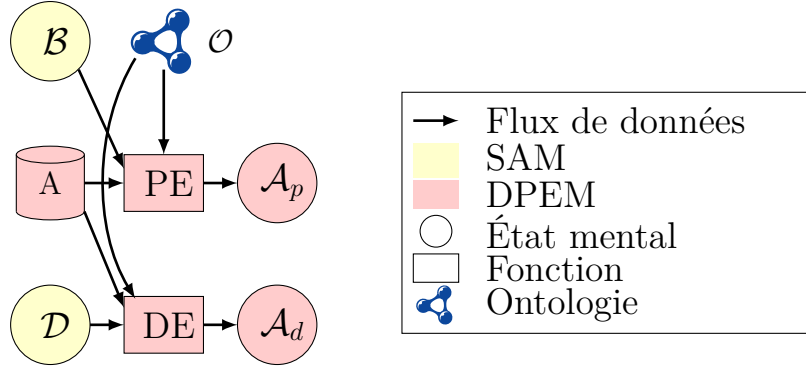 ℬ
𝒪
A
PE
𝒜p
𝒟
DE
𝒜d
Flux de données
SAM
DPEM
État mental
Fonction
Ontologie